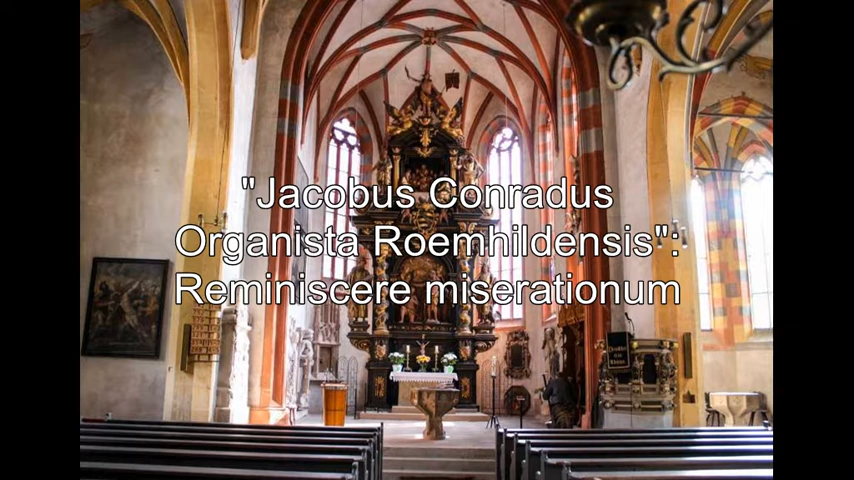 "Jacobus Conradus
Organista Roemhildensis":
Reminiscere miserationum